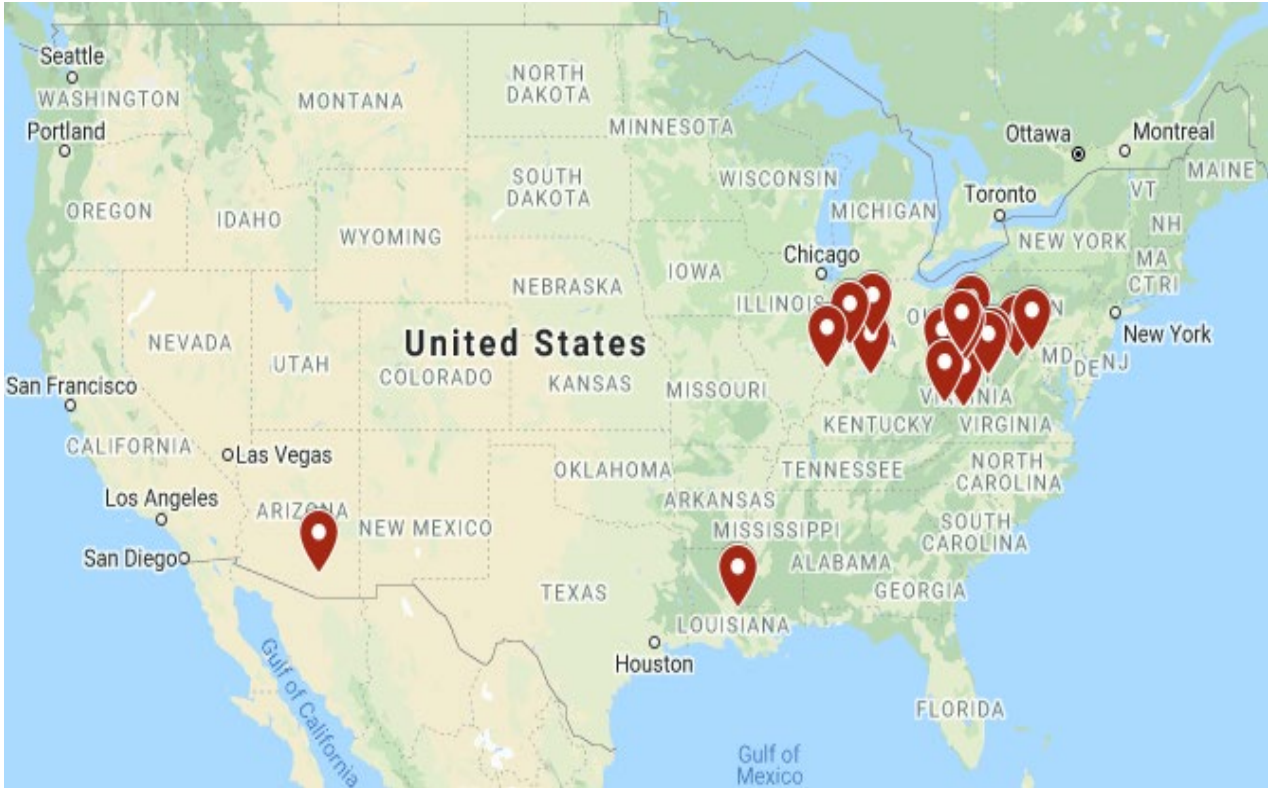 Seattle
WASHINGTON
Portland
OREGON
IDAHO
MONTANA
WYOMING
NORTH
DAKOTA
SOUTH
DAKOTA
MINNESOTA
WISCONSIN
MICHIGAN
Ottawa
Montreal
MAINE
VT
NH
Toronto
NEW YORK
MA
CT RI
Chicago
IOWA
ILLINOIS
NEBRASKA
NEVADA
UTAH
United States
COLORADO
KANSAS
MISSOURI
New York
MD
DE
NJ
San Francisco
CALIFORNIA
Las Vegas
KENTUCKY
VIRGINIA
Los Angeles
San Diego
ARIZONA
NEW MEXICO
OKLAHOMA
TENNESSEE
NORTH
CAROLINA
ARKANSAS
MISSISSIPPI
SOUTH
CAROLINA
ALABAMA
GEORGIA
TEXAS
LOUISIANA
Houston
FLORIDA
Gulf of California
Gulf of
Mexico